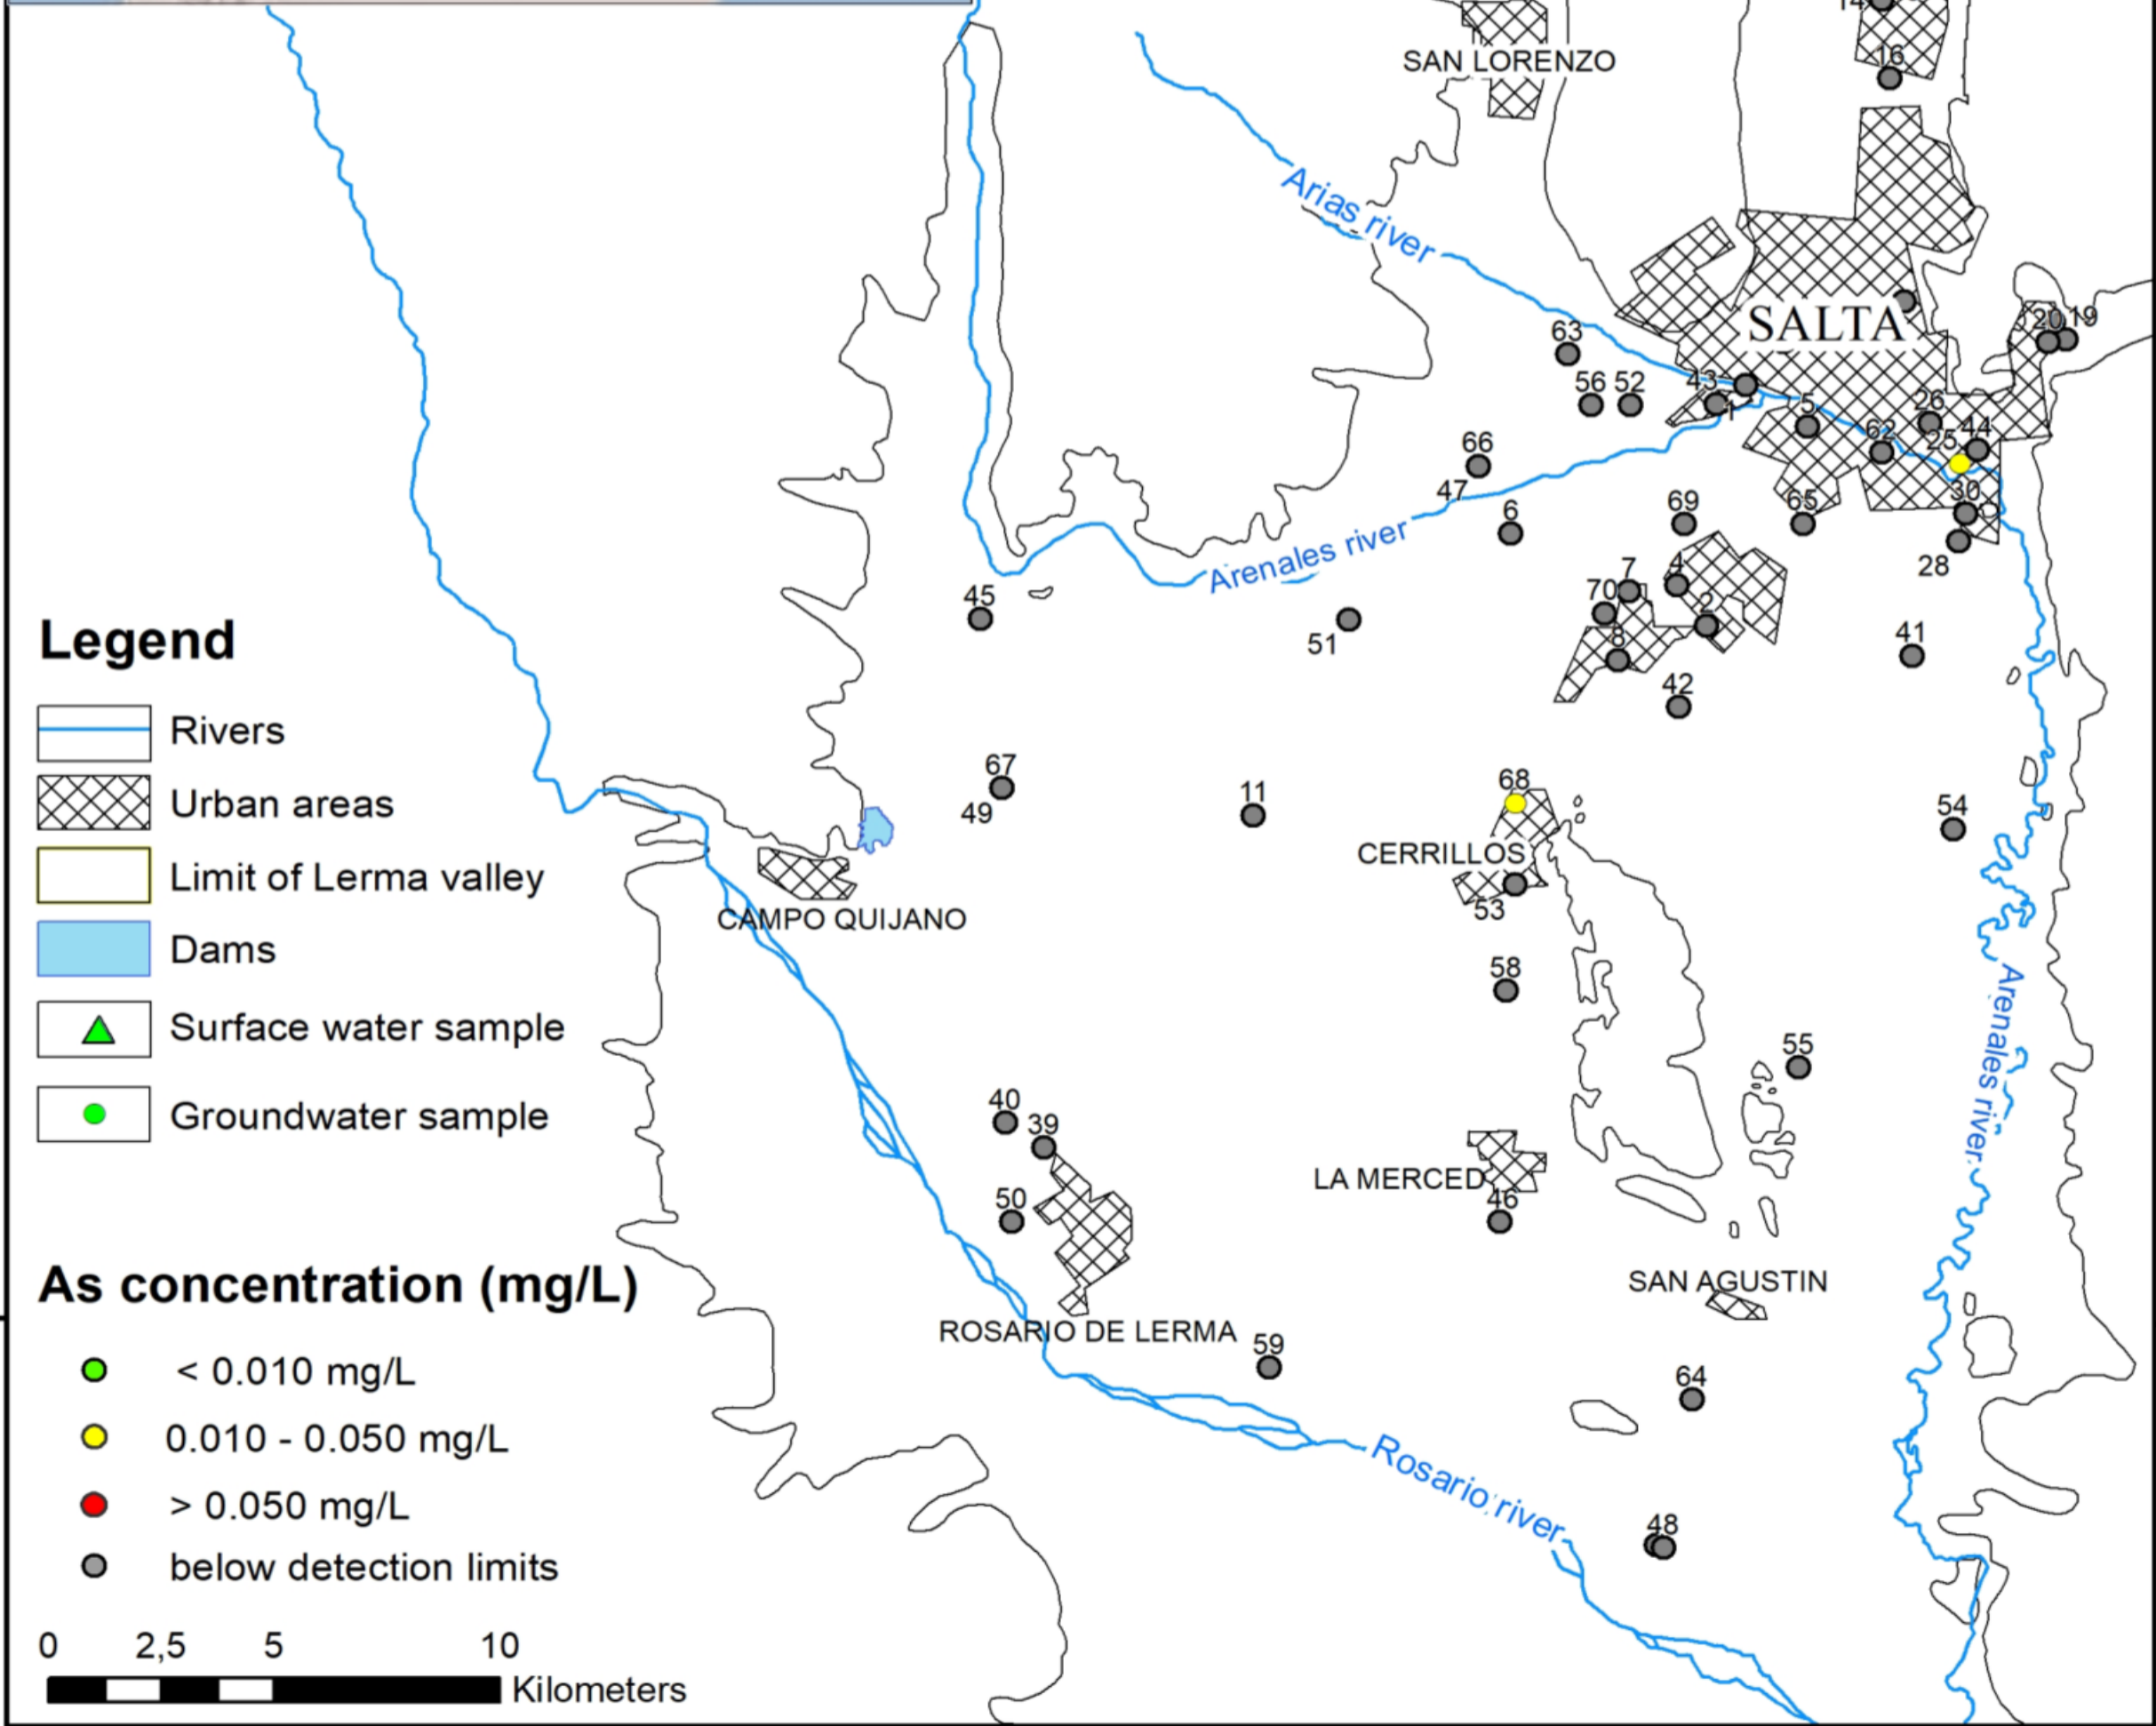 14
16
SAN LORENZO
Arias river
SALTA
20 19
63
56 52 43
1
5
26
62
25 44
66
47
6
69
65
30
28
Arenales river
45
51
7
4
70
2
8
41
42
67
49
11
68
54
CERRILLOS
53
CAMPO QUIJANO
58
55
Arenales river
40
39
50
LA MERCED
46
SAN AGUSTIN
ROSARIO DE LERMA
59
64
Rosario river
48
Legend
Rivers
Urban areas
Limit of Lerma valley
Dams
Surface water sample
Groundwater sample
As concentration (mg/L)
< 0.010 mg/L
0.010 - 0.050 mg/L
> 0.050 mg/L
below detection limits
0 2,5 5 10
Kilometers